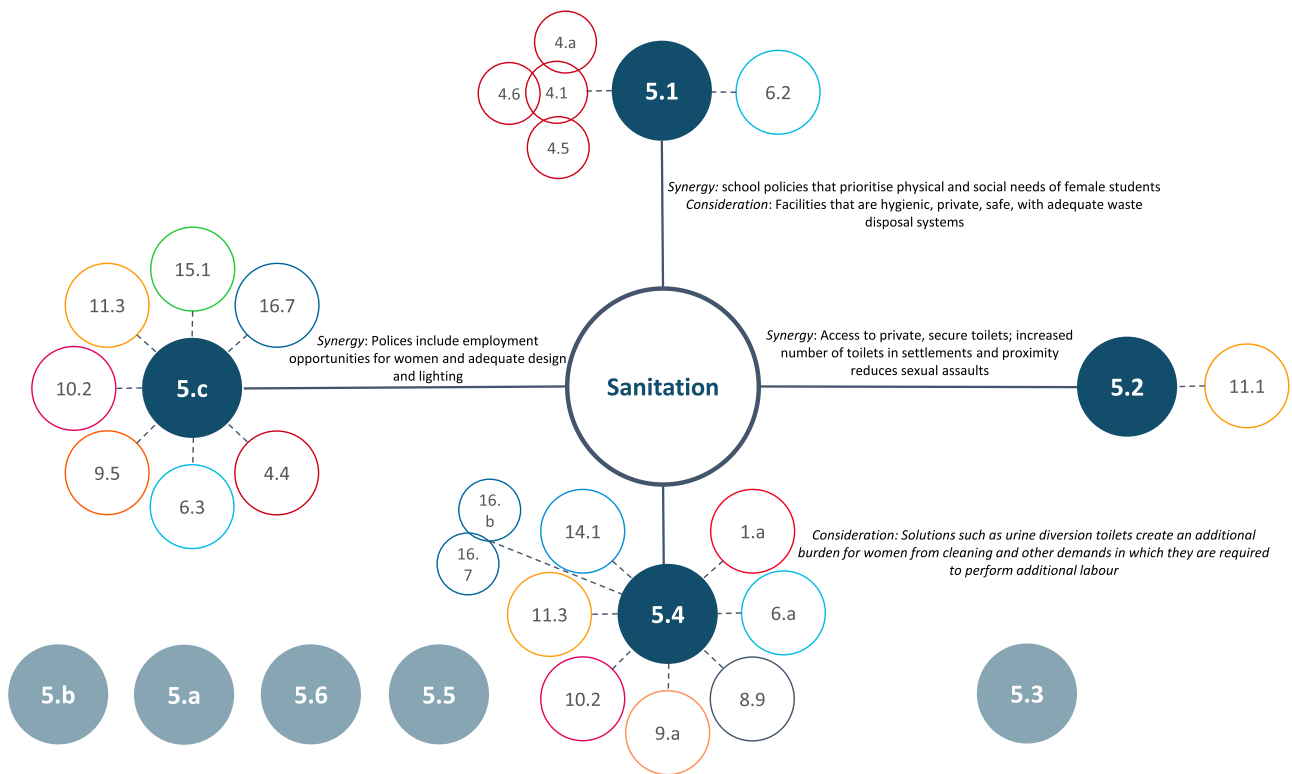 4.a
4.6
4.1
4.5
5.1
6.2
Synergy: school policies that prioritise physical and social needs of female students
Consideration: Facilities that are hygienic, private, safe, with adequate waste
disposal systems
15.1
11.3
16.7
10.2
5.c
9.5
4.4
6.3
Synergy: Polices include employment
opportunities for women and adequate design
and lighting
Sanitation
Synergy: Access to private, secure toilets; increased
number of toilets in settlements and proximity
reduces sexual assaults
5.2
11.1
16.
b
16.
7
14.1
1.a
11.3
5.4
6.a
10.2
9.a
8.9
Consideration: Solutions such as urine diversion toilets create an additional
burden for women from cleaning and other demands in which they are required
to perform additional labour
5.b
5.a
5.6
5.5
5.3